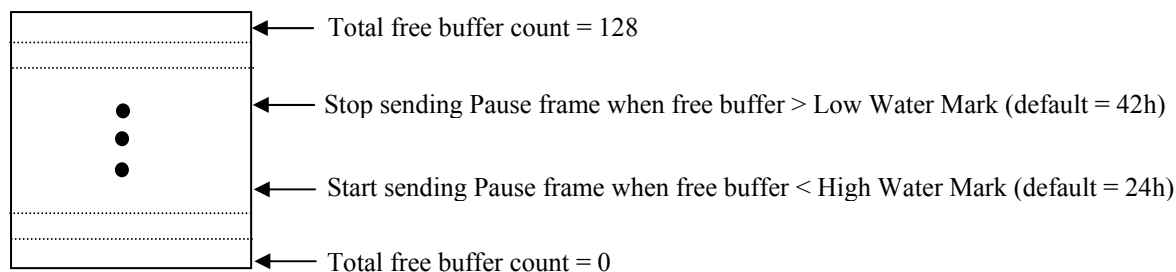 Total free buffer count = 128
Stop sending Pause frame when free buffer > Low Water Mark (default = 42h)
Start sending Pause frame when free buffer < High Water Mark (default = 24h)
Total free buffer count = 0